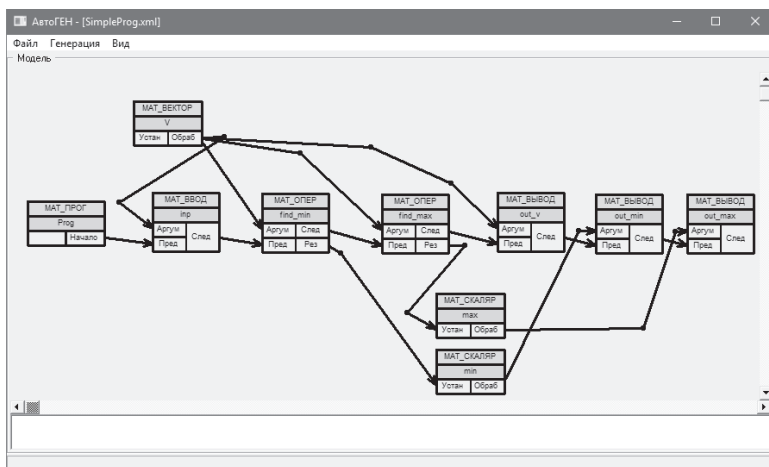 АвтоГЕН - [SimpleProg.xml]
Файл Генерация Вид
Модель
МАТ_ВЕКТОР
V
Устан Обраб
МАТ_ПРОГ
Prog
Начало
МАТ_ВВОД
inp
Аргум След
Пред
МАТ_ОПЕР
find_min
Аргум След
Пред Рез
МАТ_ОПЕР
find_max
Аргум След
Пред Рез
МАТ_ВЫВОД
out_v
Аргум След
Пред
МАТ_ВЫВОД
out_min
Аргум След
Пред
МАТ_ВЫВОД
out_max
Аргум След
Пред
МАТ_СКАЛЯР
max
Устан Обраб
МАТ_СКАЛЯР
min
Устан Обраб